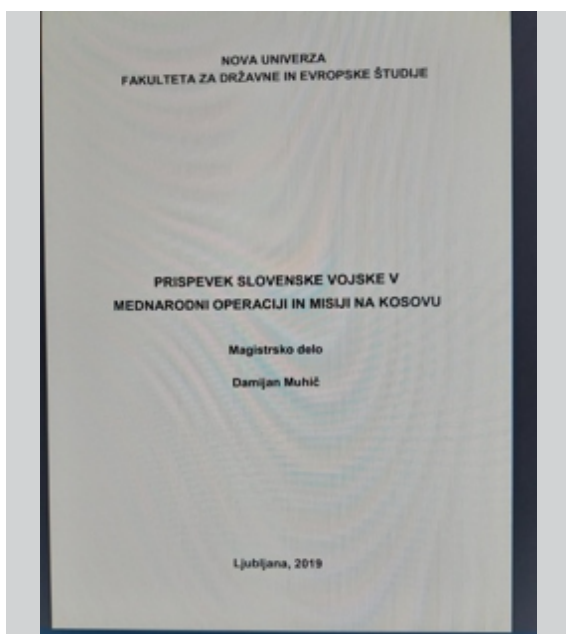 NOVA UNIVERZA
FAKULTETA ZA DRŽAVNE IN EVROPSKE ŠTUDIJE
PRISPEVEK SLOVENSKE VOJSKE V
MEDNARODNI OPERACIJI IN MISIJI NA KOSOVU
Magistrsko delo
Damijan Muhič
Ljubljana, 2019